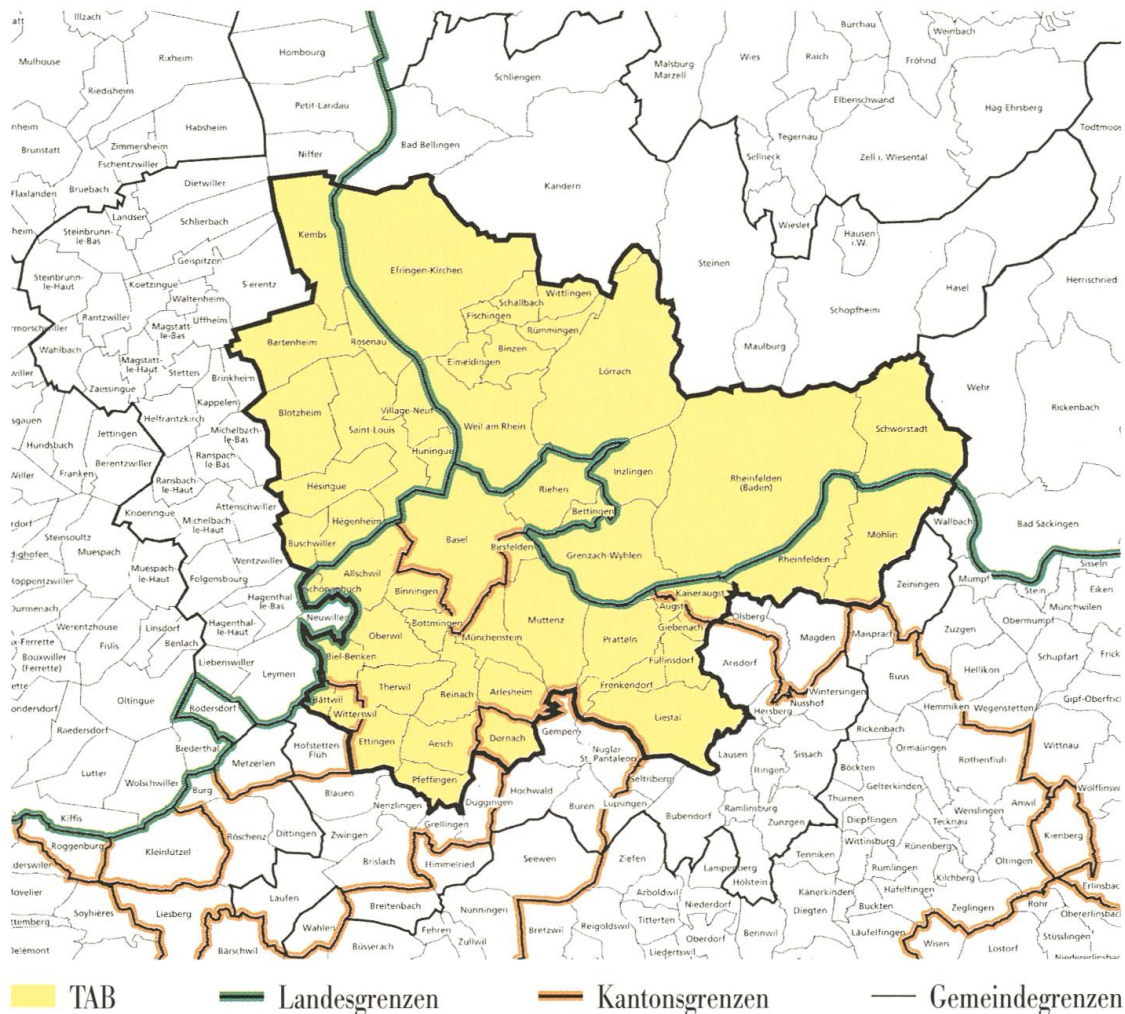 Illzach
Hombourg
Burchau
Weinbach
Mulhouse
Rixheim
Schliengen
Malsburg-
Marzell
Wies
Raich
Fröhnd
Riedisheim
Petit-Landau
Elbenschwand
Häg-Ehrsberg
Habsheim
Tegernau
Todtmoos
Brunstatt
Zimmersheim
Eschentzwiller
Niffer
Bad Bellingen
Sallneck
Zell i. Wiesental
Flaxlanden
Bruebach
Dietwiller
Kandern
Landser
Schlierbach
Wieslet
Hausen
i.W.
Steinbrunn-
le-Bas
Kembs
Geispitzen
Efringen-Kirchen
Steinen
Steinbrunn-
le-Haut
Koetzingue
Sierentz
Wittlingen
Hasel
Herrischried
Waltenheim
Schallbach
Schopfheim
Rantzwiller
Uffheim
Fischingen
Rümmingen
Magstatt-
le-Bas
Wahlbach
Bartenheim
Rosenau
Binzen
Maulburg
Magstatt-
le-Haut
Stetten
Eimeldingen
Lörrach
Zaessingue
Brinkheim
Wehr
Kappelen
Rickenbach
Helfrantzkirch
Blotzheim
Village-Neuf
Jettingen
Michelbach-
le-Bas
Saint-Louis
Weil am Rhein
Schwörstadt
Hundsbach
Huningue
Berentzwiller
Ranspach-
le-Bas
Inzlingen
Franken
Ransbach-
le-Haut
Hésingue
Riehen
Rheinfelden
(Baden)
Knoeringue
Attenschwiller
Bettingen
Michelbach
le-Haut
Hégenheim
Wallbach
Bad Säckingen
Steinsoultz
Buschwiller
Basel
Birsfelden
Möhlin
Muespach
Wentzwiller
Grenzach-Wyhlen
Rheinfelden
Muespach-
le-Haut
Folgensbourg
Allschwil
Sisseln
Schönenbuch
Mumpf
Stein
Eiken
Durmenach
Hagenthal
le-Bas
Binningen
Kaiseraugst
Zeiningen
Münchwilen
Neuwiller
Bottmingen
Augst
Olsberg
Obermumpf
Werentzhouse
Linsdorf
Hagenthal-
le-Haut
Muttenz
Giebenach
Zuzgen
Fislis
Oberwil
Münchenstein
Pratteln
Magden
Maisprach
Bouxwiller
(Ferrette)
Liebenswiller
Biel-Benken
Füllinsdorf
Arisdorf
Schupfart
Leymen
Hellikon
Oltingue
Therwil
Reinach
Arlesheim
Frenkendorf
Wintersingen
Buus
Rodersdorf
Bättwil
Nusshof
Hersberg
Hemmiken
Wegenstetten
Witterswil
Liestal
Rickenbach
Raedersdorf
Ettingen
Dornach
Gempen
Ormalingen
Wittnau
Biederthal
Hofstetten
Flüh
Aesch
Nuglar-
St. Pantaleon
Lausen
Sissach
Rothenfluh
Metzerlen
Itingen
Böckten
Lutter
Wolschwiller
Pfeffingen
Seltisberg
Gelterkinden
Burg
Blauen
Hochwald
Thürnen
Nenzlingen
Duggingen
Büren
Lupsingen
Ramlinsburg
Diepflingen
Wenslingen
Anwil
Kiffis
Bubendorf
Zunzgen
Tecknau
Grellingen
Röschenz
Dittingen
Zwingen
Wittinsburg
Rünenberg
Kienberg
Roggenburg
Kleinlützel
Tenniken
Oltingen
Brislach
Himmelried
Seewen
Ziefen
Lampenberg
Rümlingen
Kilchberg
Hölstein
Känerkinden
Häfelfingen
Laufen
Arboldwil
Niederdorf
Buckten
Soyhières
Liesberg
Breitenbach
Nunningen
Diegten
Zeglingen
Rohr
Obererlinsbach
Titterten
Wahlen
Fehren
Bretzwil
Reigoldswil
Läufelfingen
Stüsslingen
Oberdorf
Bennwil
Wisen
Lostorf
Bärschwil
Büsserach
Zullwil
Liedertswil
TAB Landesgrenzen Kantonsgrenzen Gemeindegrenzen